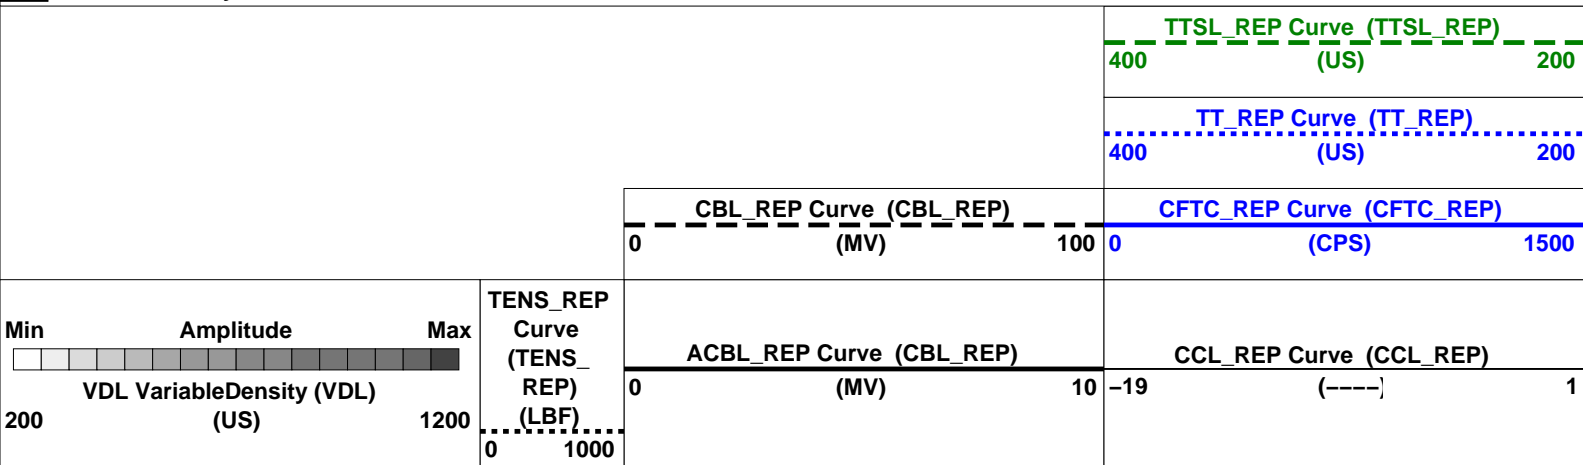 TTSL_REP Curve (TTSL_REP)
400 (US) 200
TT_REP Curve (TT_REP)
400 (US) 200
CBL_REP Curve (CBL_REP)
0 (MV) 100
CFTC_REP Curve (CFTC_REP)
0 (CPS) 1500
Min Amplitude Max
VDL VariableDensity (VDL)
200 (US) 1200
TENS_REP
Curve
(TENS_
REP)
(LBF)
0 1000
ACBL_REP Curve (CBL_REP)
0 (MV) 10
CCL_REP Curve (CCL_REP)
−19 (−−−−) 1